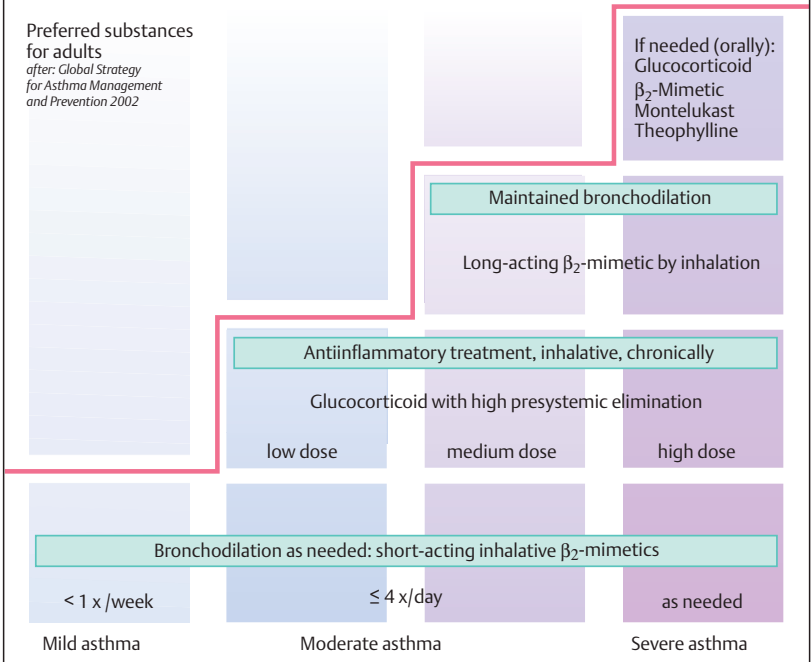 Preferred substances
for adults
after: Global Strategy
for Asthma Management
and Prevention 2002
If needed (orally):
Glucocorticoid
β₂-Mimetic
Montelukast
Theophylline
Maintained bronchodilation
Long-acting β₂-mimetic by inhalation
Antiinflammatory treatment, inhalative, chronically
Glucocorticoid with high presystemic elimination
low dose
medium dose
high dose
Bronchodilation as needed: short-acting inhalative β₂-mimetics
< 1 x /week
≤ 4 x/day
as needed
Mild asthma
Moderate asthma
Severe asthma